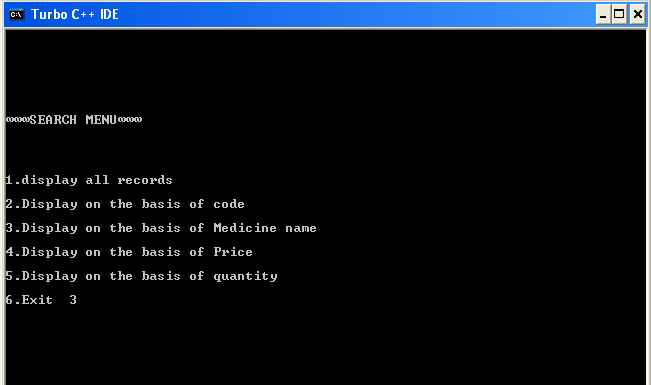 Turbo C++ IDE
∞∞∞SEARCH MENU∞∞∞
1.display all records
2.Display on the basis of code
3.Display on the basis of Medicine name
4.Display on the basis of Price
5.Display on the basis of quantity
6.Exit  3